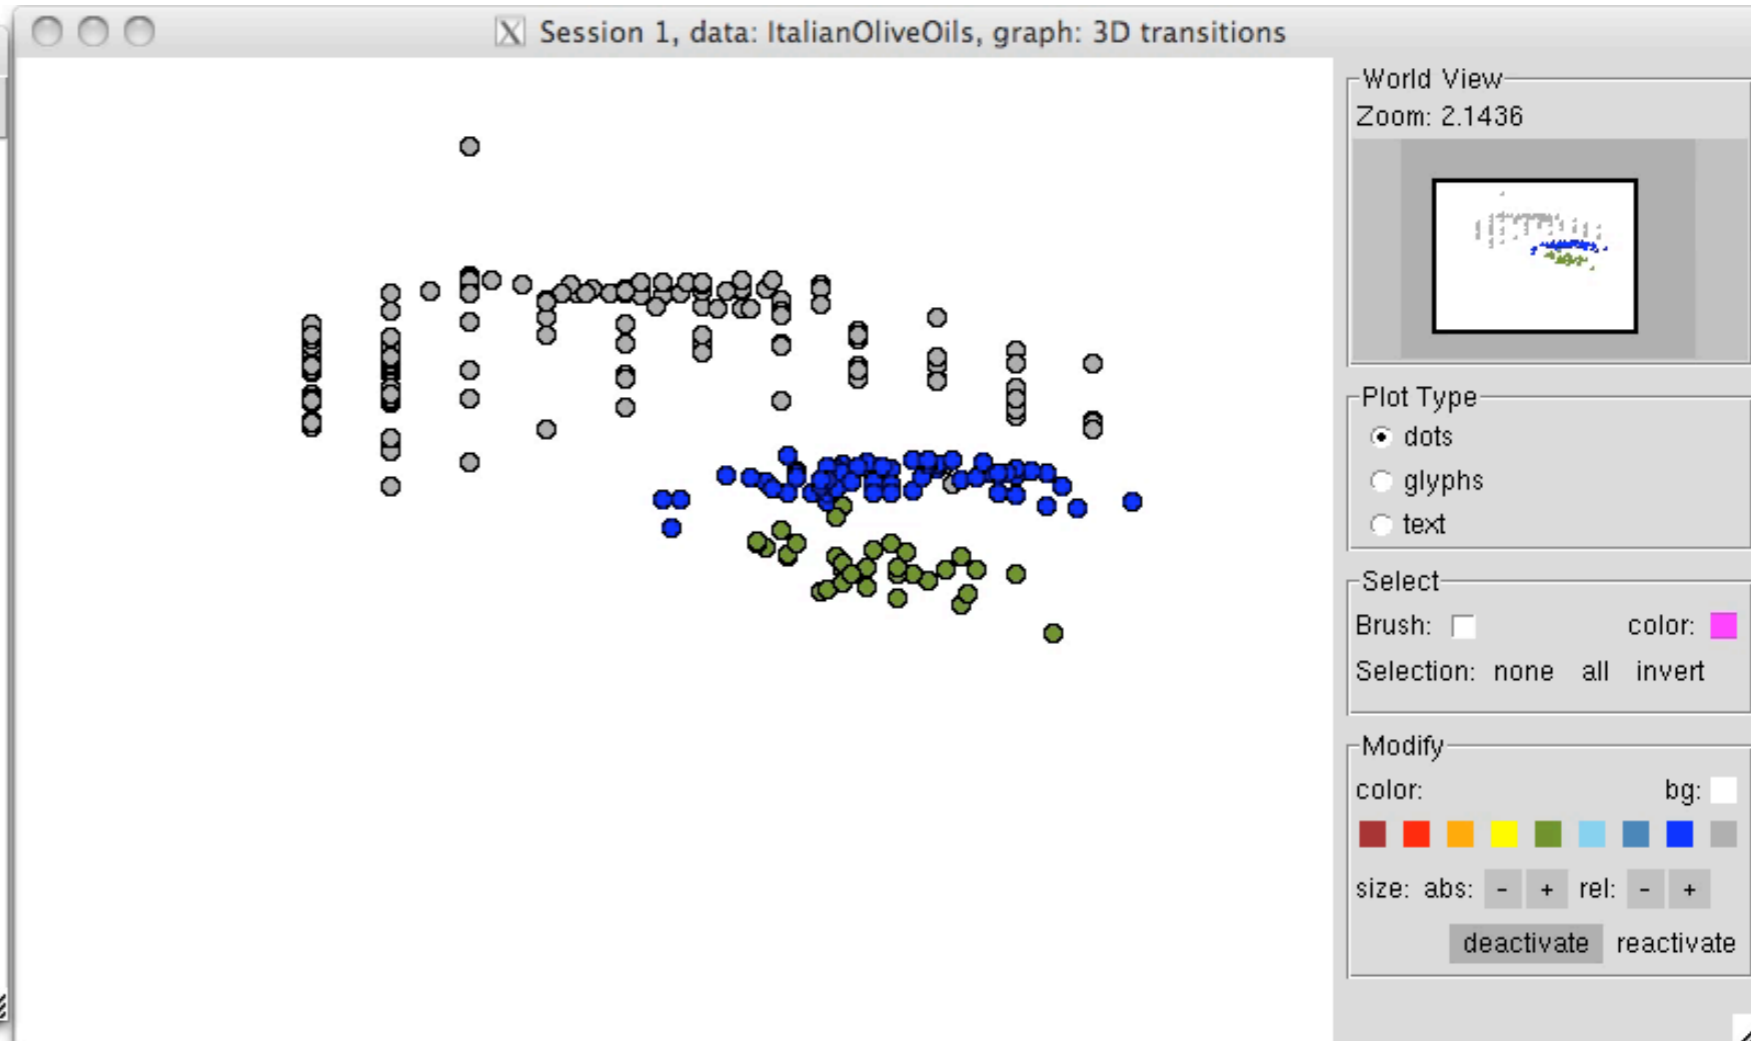 Session 1, data: ItalianOliveOils, graph: 3D transitions
World View
Zoom: 2.1436
Plot Type
dots
glyphs
text
Select
Brush: color:
Selection: none all invert
Modify
color: bg:
size: abs: - + rel: - +
deactivate reactivate